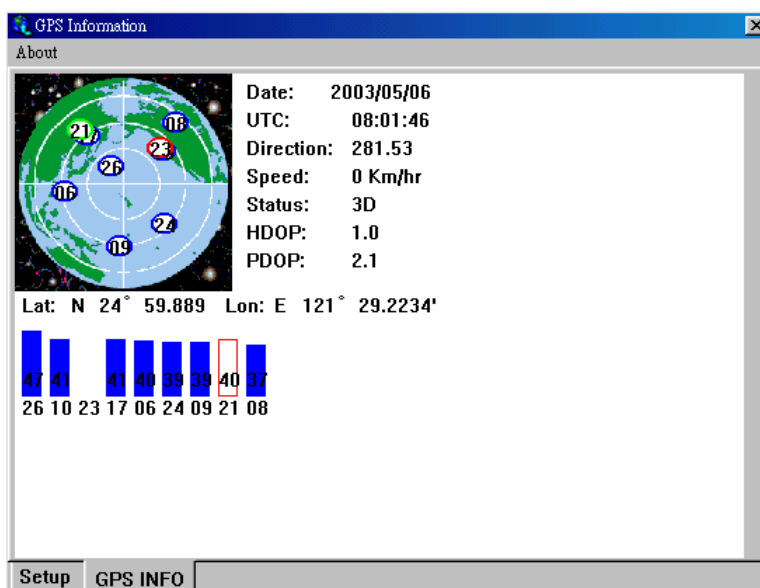 GPS Information
About
21
08
23
26
06
24
09
Date: 2003/05/06
UTC: 08:01:46
Direction: 281.53
Speed: 0 Km/hr
Status: 3D
HDOP: 1.0
PDOP: 2.1
Lat: N 24° 59.889 Lon: E 121° 29.2234'
47 41 41 40 39 39 40 37
26 10 23 17 06 24 09 21 08
Setup GPS INFO